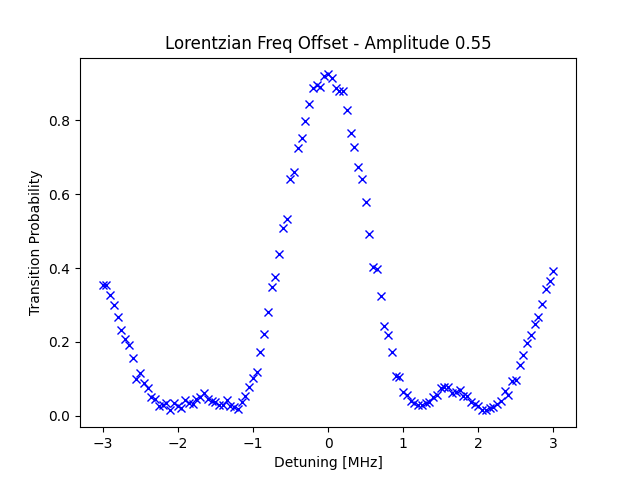 Lorentzian Freq Offset - Amplitude 0.55
Transition Probability
0.8
0.6
0.4
0.2
0.0
−3 −2 −1 0 1 2 3
Detuning [MHz]